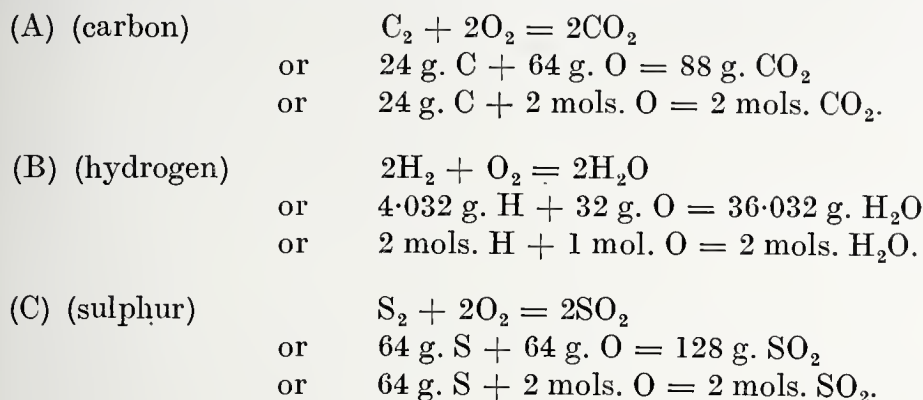 (A) (carbon) C₂ + 2O₂ = 2CO₂
or 24 g. C + 64 g. O = 88 g. CO₂
or 24 g. C + 2 mols. O = 2 mols. CO₂.
(B) (hydrogen) 2H₂ + O₂ = 2H₂O
or 4·032 g. H + 32 g. O = 36·032 g. H₂O
or 2 mols. H + 1 mol. O = 2 mols. H₂O.
(C) (sulphur) S₂ + 2O₂ = 2SO₂
or 64 g. S + 64 g. O = 128 g. SO₂
or 64 g. S + 2 mols. O = 2 mols. SO₂.